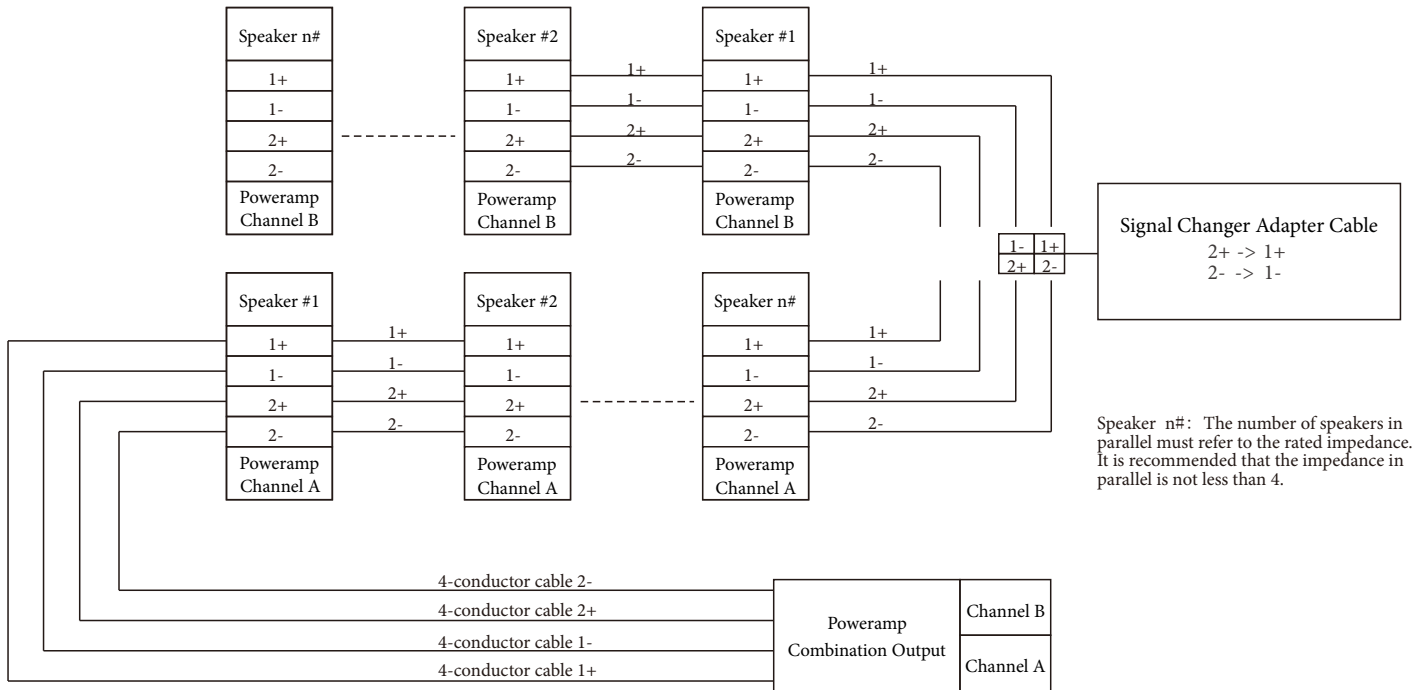 Speaker n#
1+
1-
2+
2-
Poweramp
Channel B
Speaker #2
1+
1-
2+
2-
Poweramp
Channel B
1+
1-
2+
2-
Speaker #1
1+
1-
2+
2-
Poweramp
Channel B
1+
1-
2+
2-
1- 1+
2+ 2-
Signal Changer Adapter Cable
2+ -> 1+
2- -> 1-
Speaker #1
1+
1-
2+
2-
Poweramp
Channel A
1+
1-
2+
2-
Speaker #2
1+
1-
2+
2-
Poweramp
Channel A
Speaker n#
1+
1-
2+
2-
Poweramp
Channel A
1+
1-
2+
2-
Speaker n#: The number of speakers in
parallel must refer to the rated impedance.
It is recommended that the impedance in
parallel is not less than 4.
4-conductor cable 2-
4-conductor cable 2+
4-conductor cable 1-
4-conductor cable 1+
Poweramp
Combination Output
Channel B
Channel A